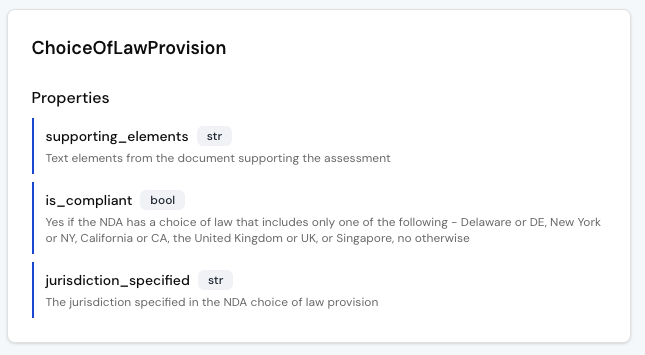 ChoiceOfLawProvision
Properties
supporting_elements str
Text elements from the document supporting the assessment
is_compliant bool
Yes if the NDA has a choice of law that includes only one of the following - Delaware or DE, New York
or NY, California or CA, the United Kingdom or UK, or Singapore, no otherwise
jurisdiction_specified str
The jurisdiction specified in the NDA choice of law provision